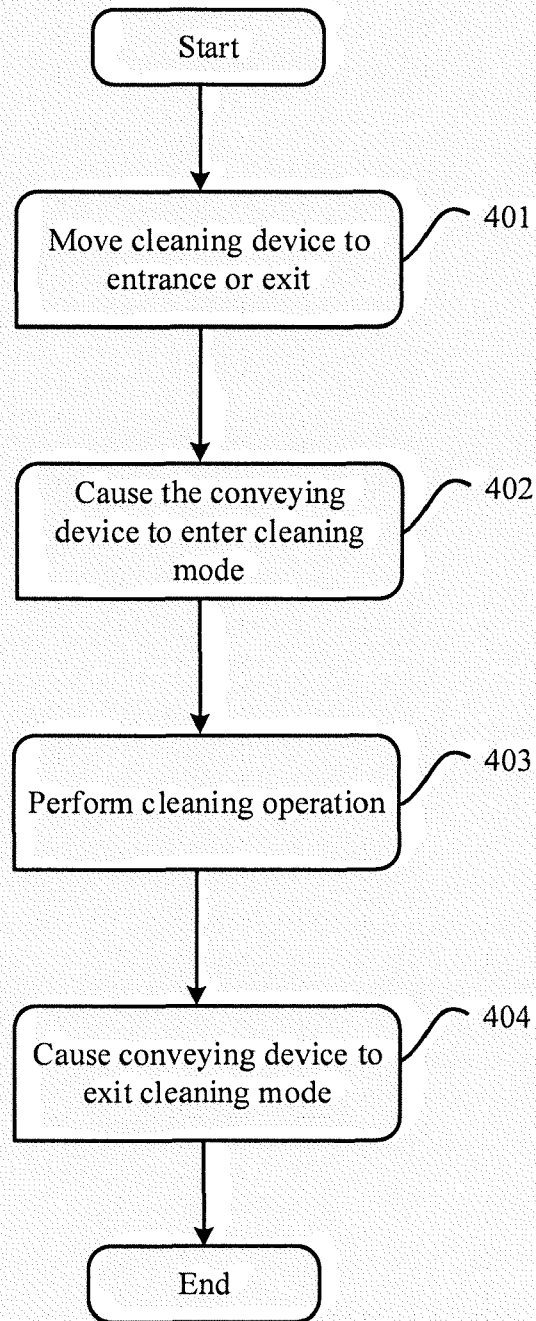 Start
Move cleaning device to
entrance or exit
401
Cause the conveying
device to enter cleaning
mode
402
Perform cleaning operation
403
Cause conveying device to
exit cleaning mode
404
End